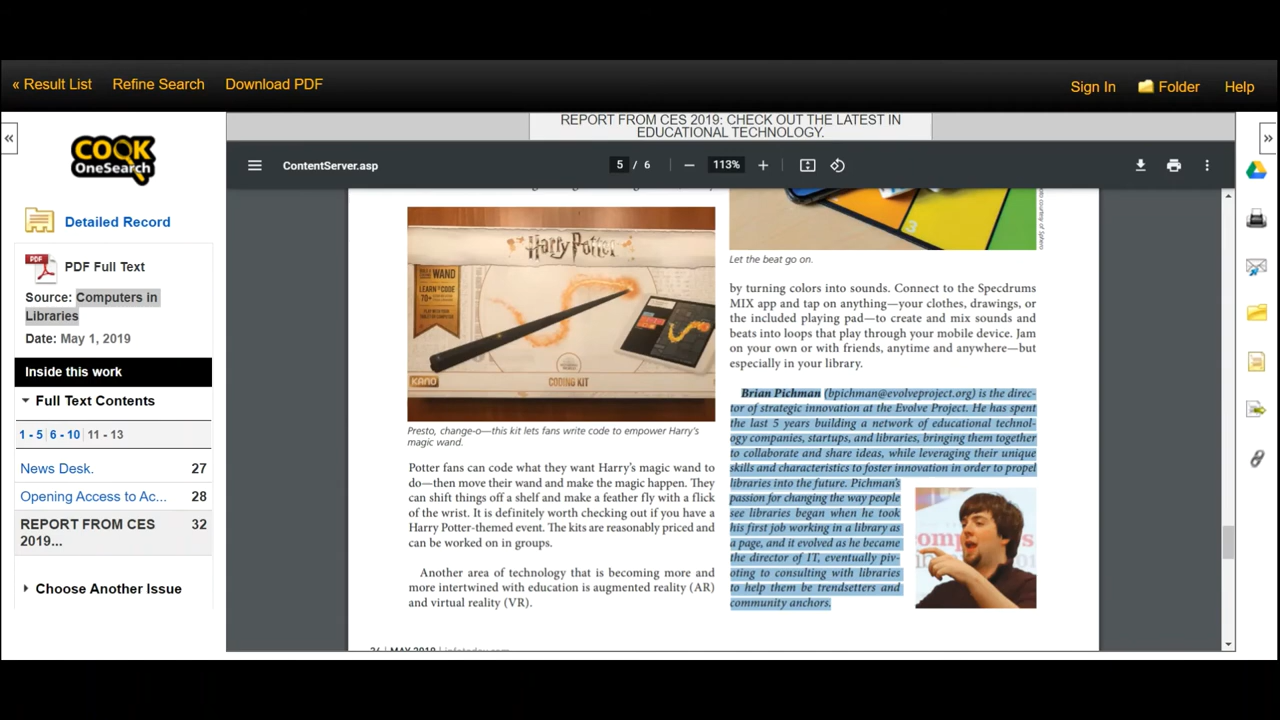 « Result List
Refine Search
Download PDF
Sign In
Folder
Help
«
»
COOK
OneSearch
Detailed Record
PDF
PDF Full Text
Source: Computers in
Libraries
Date: May 1, 2019
Inside this work
Full Text Contents
1 - 5 6 - 10 11 - 13
News Desk. 27
Opening Access to Ac... 28
REPORT FROM CES 32
2019...
Choose Another Issue
REPORT FROM CES 2019: CHECK OUT THE LATEST IN
EDUCATIONAL TECHNOLOGY.
ContentServer.asp
5 / 6
113%
Harry Potter
WAND
LEARN CODE
70+
KANO
CODING KIT
Presto, change-o—this kit lets fans write code to empower Harry's
magic wand.
Potter fans can code what they want Harry's magic wand to
do—then move their wand and make the magic happen. They
can shift things off a shelf and make a feather fly with a flick
of the wrist. It is definitely worth checking out if you have a
Harry Potter-themed event. The kits are reasonably priced and
can be worked on in groups.
Another area of technology that is becoming more and
more intertwined with education is augmented reality (AR)
and virtual reality (VR).
3
Let the beat go on.
by turning colors into sounds. Connect to the Specdrums
MIX app and tap on anything—your clothes, drawings, or
the included playing pad—to create and mix sounds and
beats into loops that play through your mobile device. Jam
on your own or with friends, anytime and anywhere—but
especially in your library.
Brian Pichman (bpichman@evolveproject.org) is the direc-
tor of strategic innovation at the Evolve Project. He has spent
the last 5 years building a network of educational technol-
ogy companies, startups, and libraries, bringing them together
to collaborate and share ideas, while leveraging their unique
skills and characteristics to foster innovation in order to propel
libraries into the future. Pichman's
passion for changing the way people
see libraries began when he took
his first job working in a library as
a page, and it evolved as he became
the director of IT, eventually piv-
oting to consulting with libraries
to help them be trendsetters and
community anchors.
MAY 2019 | infotoday.com